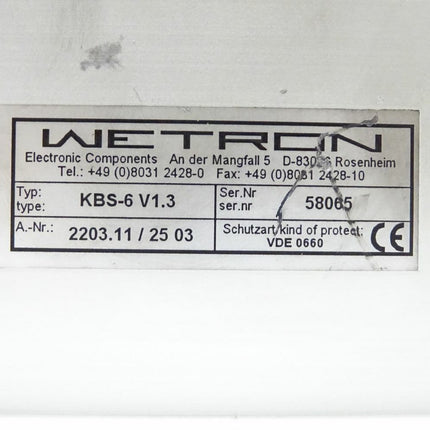 WETRON
Electronic Components An der Mangfall 5 Rosenheim
Tel.: +49 (0)8031 2428-0 Fax: +49 (0)8031 2428-10
Typ: type: KBS-6 V1.3
Ser.Nr ser.nr 58065
A.-Nr.: 2203.11 / 25 03
Schutzart/kind of protect: VDE 0660
CE